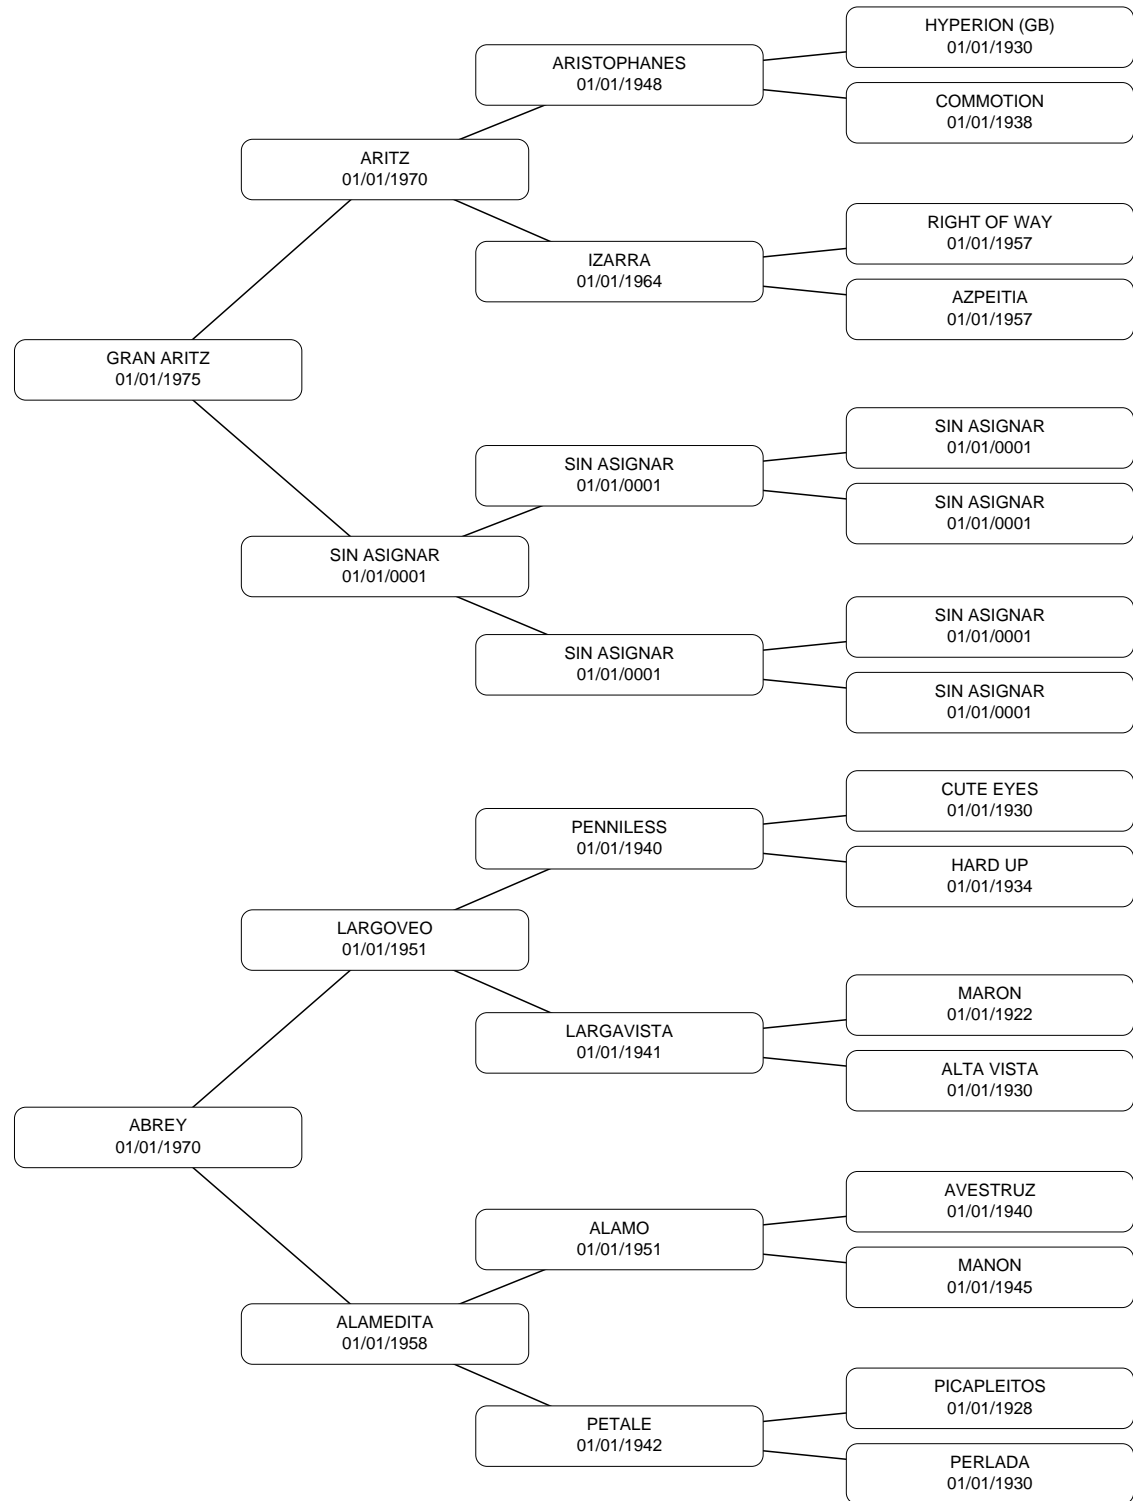 HYPERION (GB)
01/01/1930
ARISTOPHANES
01/01/1948
COMMOTION
01/01/1938
ARITZ
01/01/1970
RIGHT OF WAY
01/01/1957
IZARRA
01/01/1964
AZPEITIA
01/01/1957
GRAN ARITZ
01/01/1975
SIN ASIGNAR
01/01/0001
SIN ASIGNAR
01/01/0001
SIN ASIGNAR
01/01/0001
SIN ASIGNAR
01/01/0001
SIN ASIGNAR
01/01/0001
SIN ASIGNAR
01/01/0001
SIN ASIGNAR
01/01/0001
CUTE EYES
01/01/1930
PENNILESS
01/01/1940
HARD UP
01/01/1934
LARGOVEO
01/01/1951
MARON
01/01/1922
LARGAVISTA
01/01/1941
ALTA VISTA
01/01/1930
ABREY
01/01/1970
AVESTRUZ
01/01/1940
ALAMO
01/01/1951
MANON
01/01/1945
ALAMEDITA
01/01/1958
PICAPLEITOS
01/01/1928
PETALE
01/01/1942
PERLADA
01/01/1930